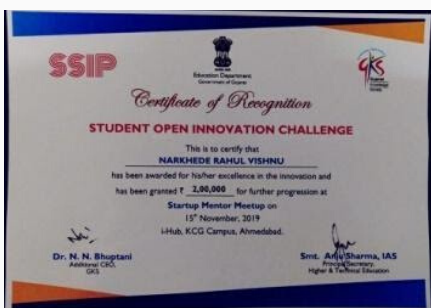 SSIP
Education Department
Government of Gujarat
GKS
Certificate of Recognition
STUDENT OPEN INNOVATION CHALLENGE
This is to certify that
NARKHEDE RAHUL VISHNU
has been awarded for his/her excellence in the innovation and
has been granted ₹ 2,00,000 for further progression at
Startup Mentor Meetup on
15th November, 2019
i-Hub, KCG Campus, Ahmedabad.
Dr. N. N. Bhuptani
Additional CEO,
GKS
Smt. Anju Sharma, IAS
Principal Secretary,
Higher & Technical Education